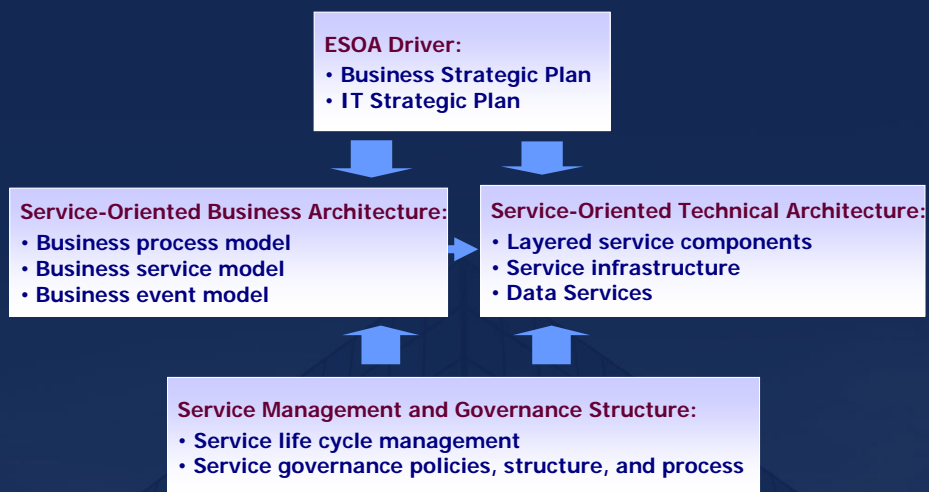 ESOA Driver:
• Business Strategic Plan
• IT Strategic Plan
Service-Oriented Business Architecture:
• Business process model
• Business service model
• Business event model
Service-Oriented Technical Architecture:
• Layered service components
• Service infrastructure
• Data Services
Service Management and Governance Structure:
• Service life cycle management
• Service governance policies, structure, and process